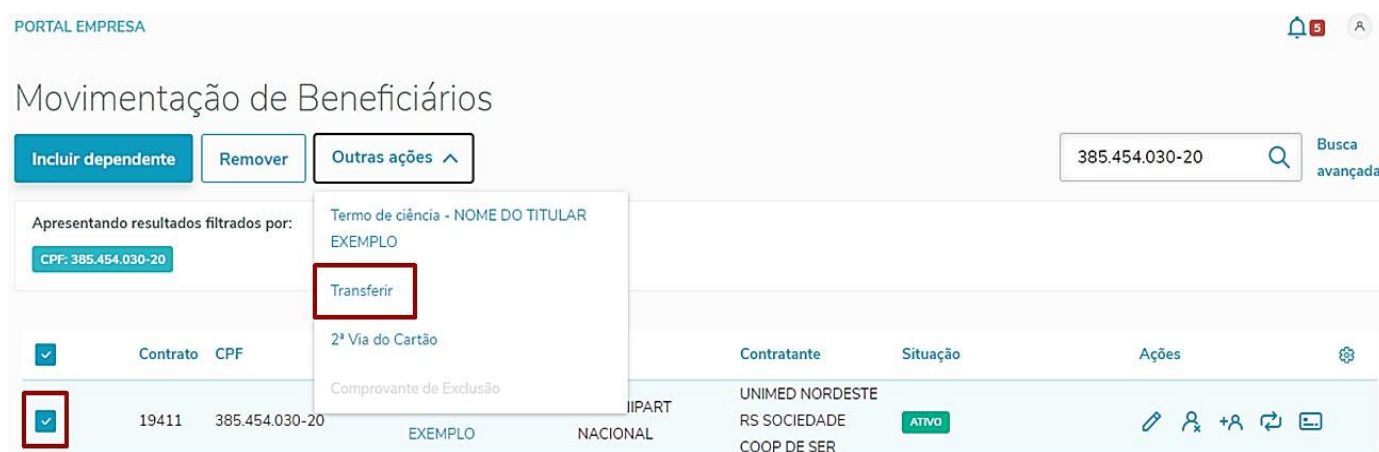 PORTAL EMPRESA
5
Movimentação de Beneficiários
Incluir dependente
Remover
Outras ações
385.454.030-20
Busca
avançada
Apresentando resultados filtrados por:
CPF: 385.454.030-20
Termo de ciência - NOME DO TITULAR
EXEMPLO
Transferir
2ª Via do Cartão
Comprovante de Exclusão
Contrato CPF Contratante Situação Ações
19411 385.454.030-20
EXEMPLO
NACIONAL
UNIMED NORDESTE
RS SOCIEDADE
COOP DE SER
ATIVO